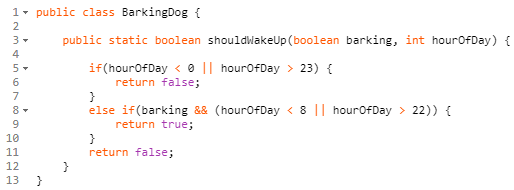 1 public class BarkingDog {
2
3 public static boolean shouldWakeUp(boolean barking, int hourOfDay) {
4
5 if(hourOfDay < 0 || hourOfDay > 23) {
6 return false;
7 }
8 else if(barking && (hourOfDay < 8 || hourOfDay > 22)) {
9 return true;
10 }
11 return false;
12 }
13 }